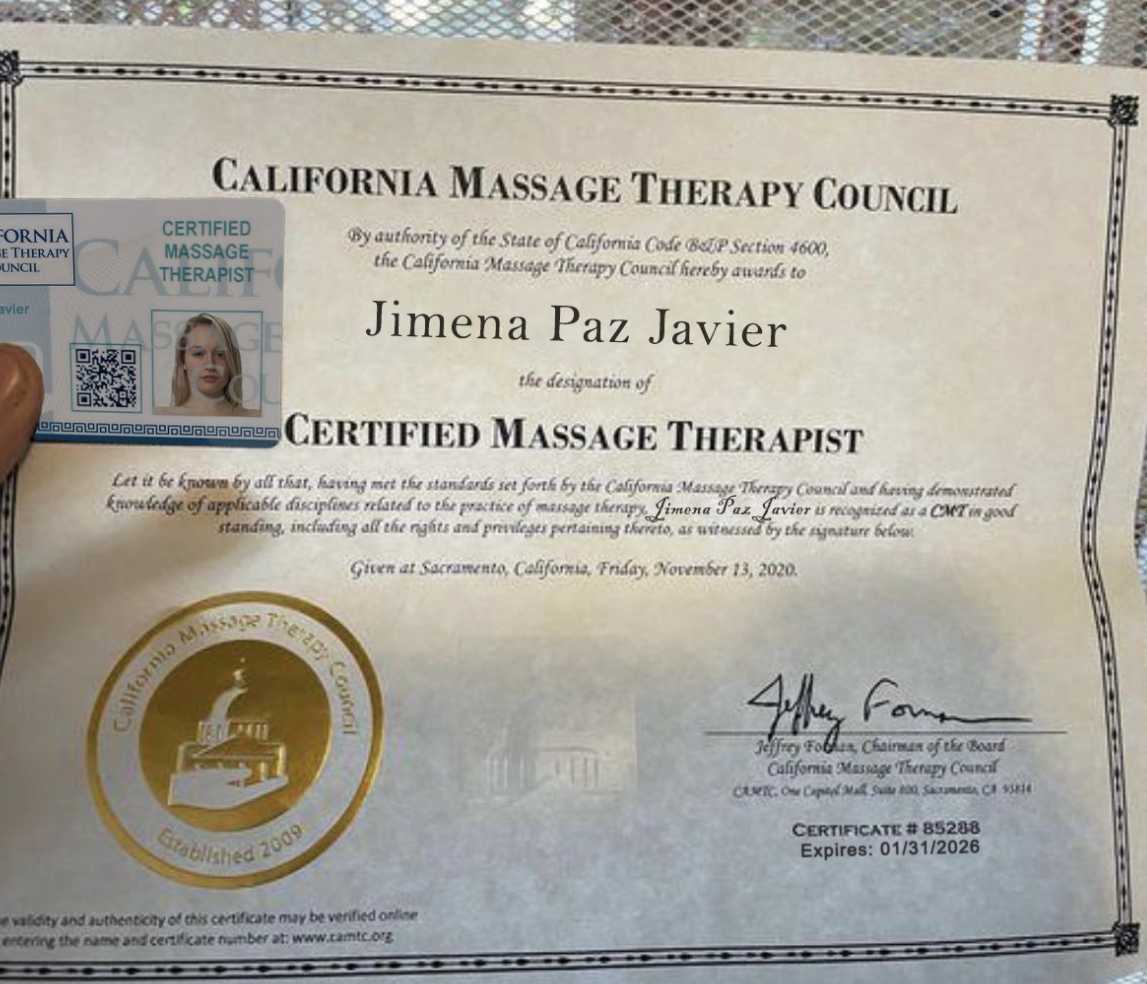 CALIFORNIA MASSAGE THERAPY COUNCIL
By authority of the State of California Code B&P Section 4600,
the California Massage Therapy Council hereby awards to
Jimena Paz Javier
the designation of
CERTIFIED MASSAGE THERAPIST
Let it be known by all that, having met the standards set forth by the California Massage Therapy Council and having demonstrated
knowledge of applicable disciplines related to the practice of massage therapy, Jimena Paz Javier is recognized as a CMT in good
standing, including all the rights and privileges pertaining thereto, as witnessed by the signature below.
Given at Sacramento, California, Friday, November 13, 2020.
California Massage Therapy Council
Established 2009
Jeffrey Forman
Jeffrey Forman, Chairman of the Board
California Massage Therapy Council
CAMTC, One Capitol Mall, Suite 800, Sacramento, CA 95814
CERTIFICATE # 85288
Expires: 01/31/2026
e validity and authenticity of this certificate may be verified online
entering the name and certificate number at: www.camtc.org
FORNIA
E THERAPY
OUNCIL
avier
CERTIFIED
MASSAGE
THERAPIST
CALIFO
MASSAGE
OU